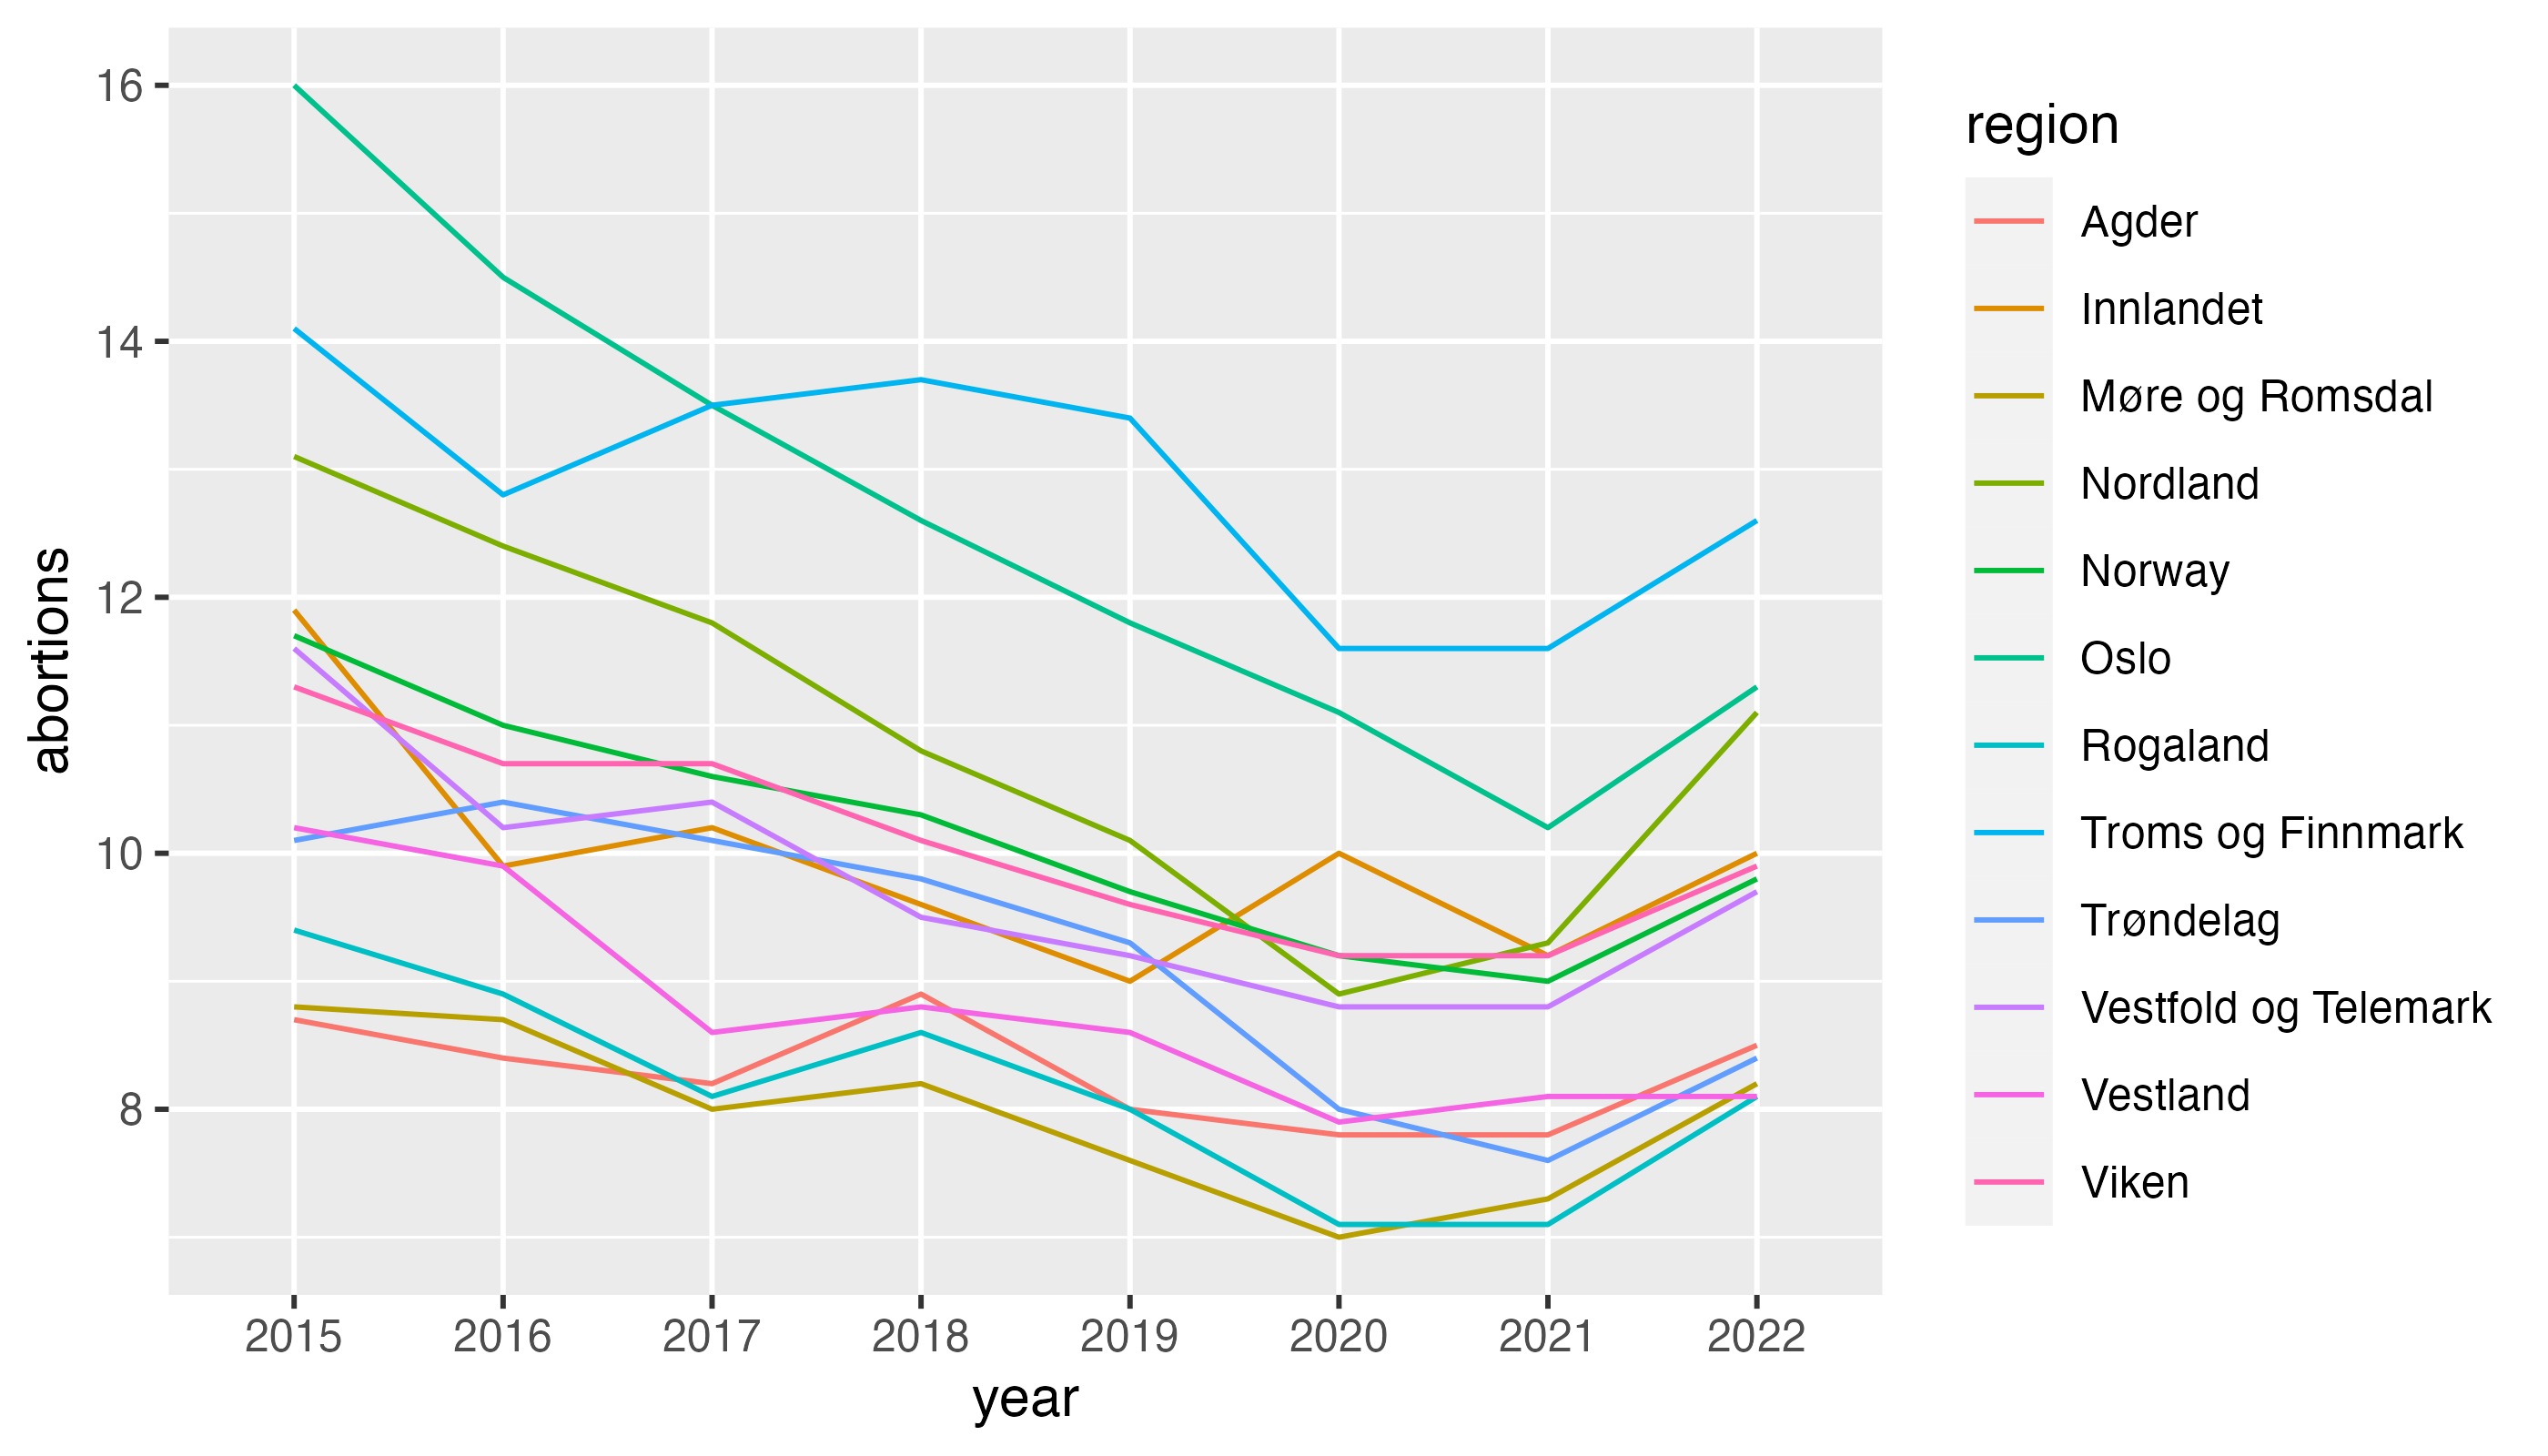 16
14
12
10
8
abortions
2015 2016 2017 2018 2019 2020 2021 2022
year
region
Agder
Innlandet
Møre og Romsdal
Nordland
Norway
Oslo
Rogaland
Troms og Finnmark
Trøndelag
Vestfold og Telemark
Vestland
Viken